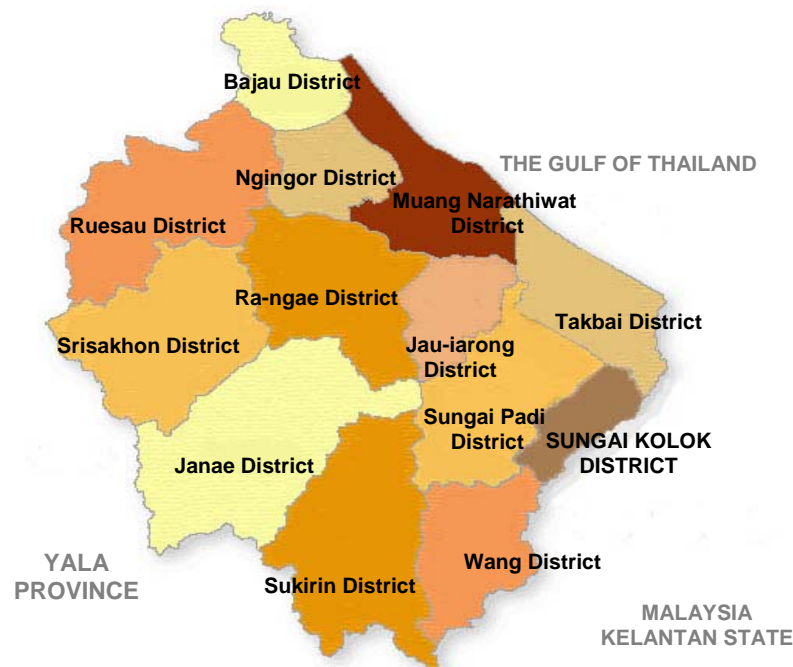 Bajau District
THE GULF OF THAILAND
Ngingor District
Muang Narathiwat
District
Ruesau District
Ra-ngae District
Takbai District
Srisakhon District
Jau-iarong
District
Sungai Padi
District
SUNGAI KOLOK
DISTRICT
Janae District
YALA
PROVINCE
Wang District
Sukirin District
MALAYSIA
KELANTAN STATE